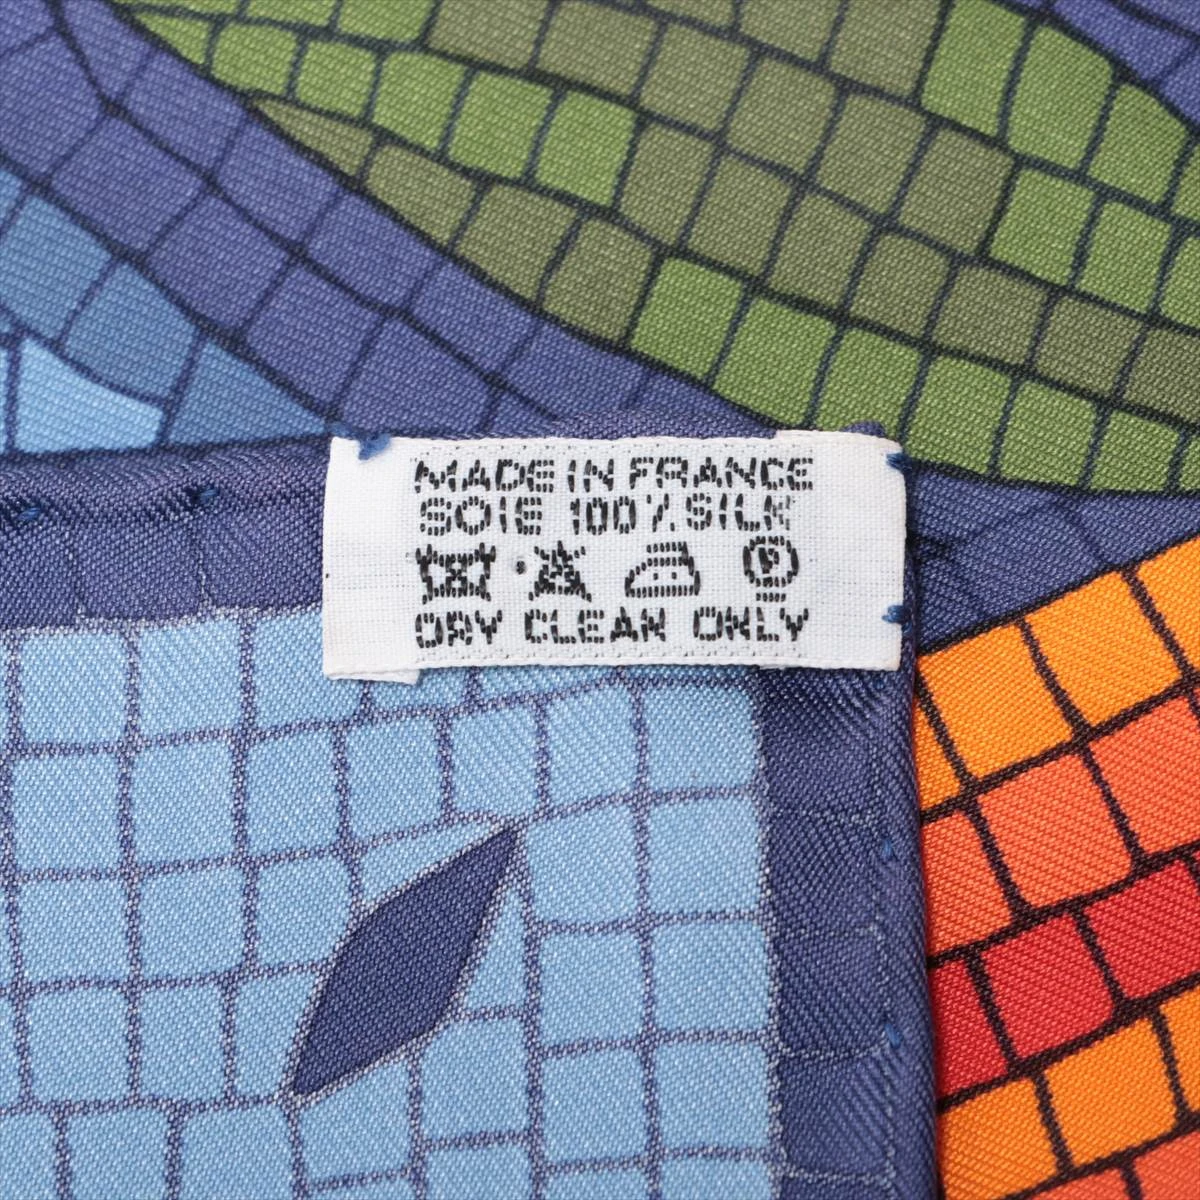 MADE IN FRANCE
SOIE 100% SILK
P
DRY CLEAN ONLY